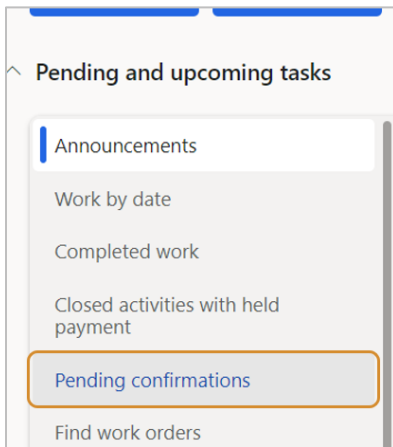 Pending and upcoming tasks
Announcements
Work by date
Completed work
Closed activities with held
payment
Pending confirmations
Find work orders